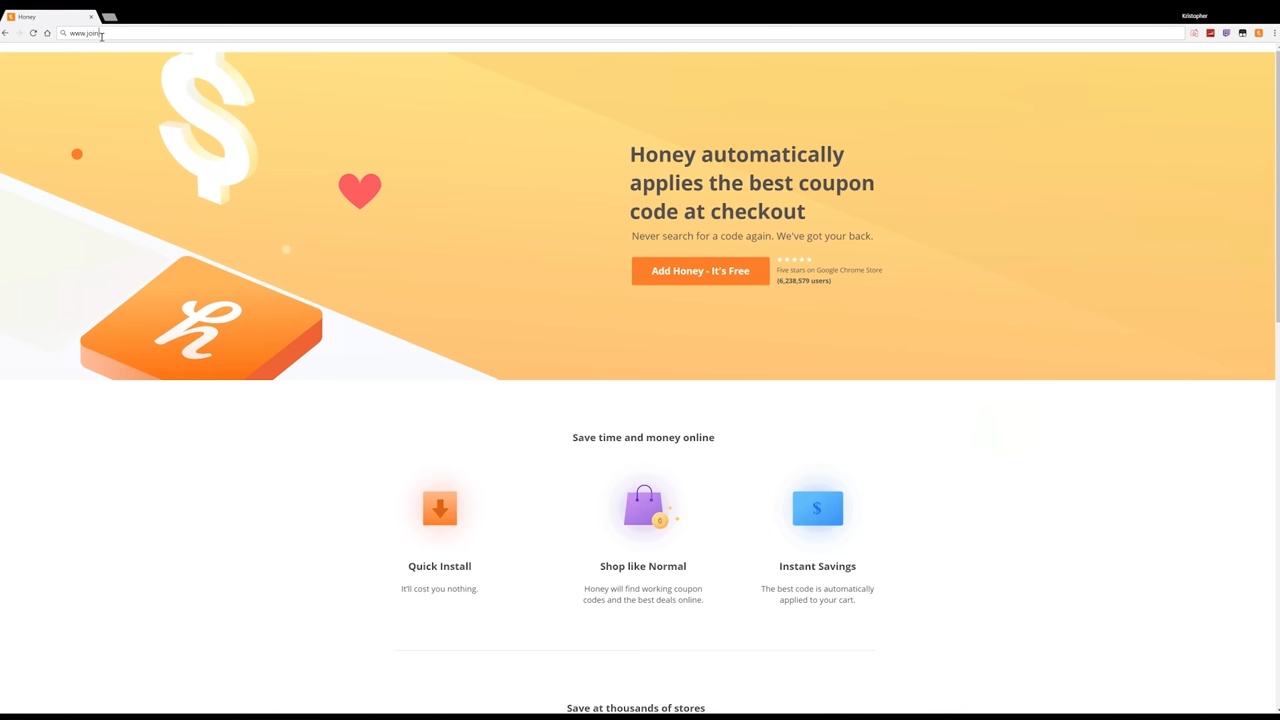 Honey
Kristopher
www.join
$
Honey automatically
applies the best coupon
code at checkout
Never search for a code again. We've got your back.
Add Honey - It's Free
Five stars on Google Chrome Store
(6,238,579 users)
h
Save time and money online
$
Quick Install
Shop like Normal
Instant Savings
It'll cost you nothing.
Honey will find working coupon
codes and the best deals online.
The best code is automatically
applied to your cart.
Save at thousands of stores